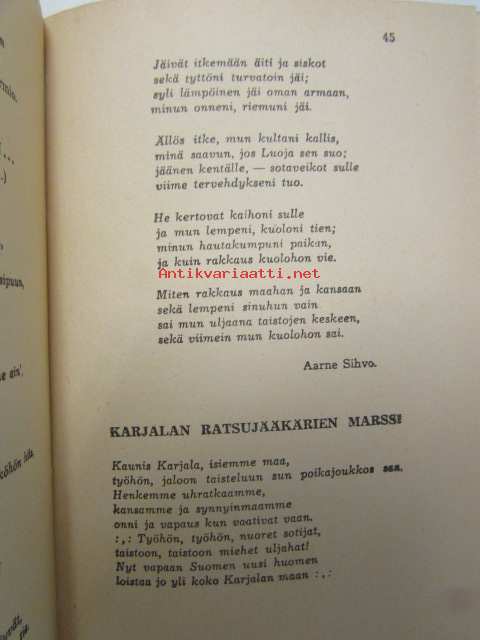 45
Jäivät itkemään äiti ja siskot
sekä tyttöni turvatoin jäi;
syli lämpöinen jäi oman armaan,
minun onneni, riemuni jäi.
Ällös itke, mun kultani kallis,
minä saavun, jos Luoja sen suo;
jäänen kentälle, — sotaveikot sulle
viime tervehdykseni tuo.
He kertovat kaihoni sulle
ja mun lempeni, kuoloni tien;
minun hautakumpuni paikan,
ja kuin rakkaus kuolohon vie.
Antikvariaatti.net
Miten rakkaus maahan ja kansaan
sekä lempeni sinuhun vain
sai mun uljaana taistojen keskeen,
sekä viimein mun kuolohon sai.
Aarne Sihvo.
KARJALAN RATSUJÄÄKÄRIEN MARSSI
Kaunis Karjala, isiemme maa,
työhön, jaloon taisteluun sun poikajoukkos saa.
Henkemme uhratkaamme,
kansamme ja synnyinmaamme
onni ja vapaus kun vaativat vaan.
:,: Työhön, työhön, nuoret sotijat,
taistoon, taistoon miehet uljahat!
Nyt vapaan Suomen uusi huomen
loistaa jo yli koko Karjalan maan :,: